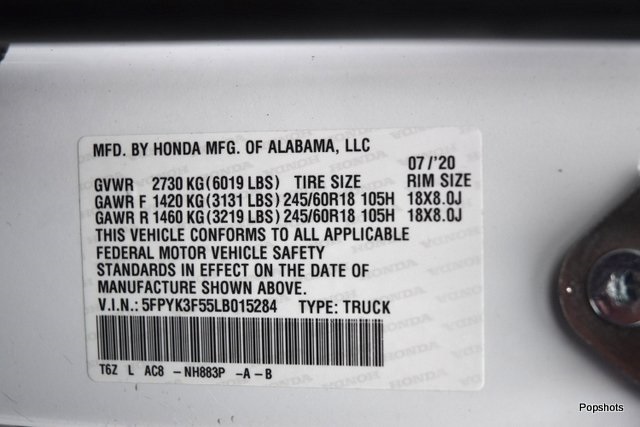 MFD. BY HONDA MFG. OF ALABAMA, LLC
07/'20
GVWR 2730 KG (6019 LBS) TIRE SIZE RIM SIZE
GAWR F 1420 KG (3131 LBS) 245/60R18 105H 18X8.0J
GAWR R 1460 KG (3219 LBS) 245/60R18 105H 18X8.0J
THIS VEHICLE CONFORMS TO ALL APPLICABLE
FEDERAL MOTOR VEHICLE SAFETY
STANDARDS IN EFFECT ON THE DATE OF
MANUFACTURE SHOWN ABOVE.
V.I.N.: 5FPYK3F55LB015284 TYPE: TRUCK
T6Z L AC8 - NH883P -A-B
Popshots